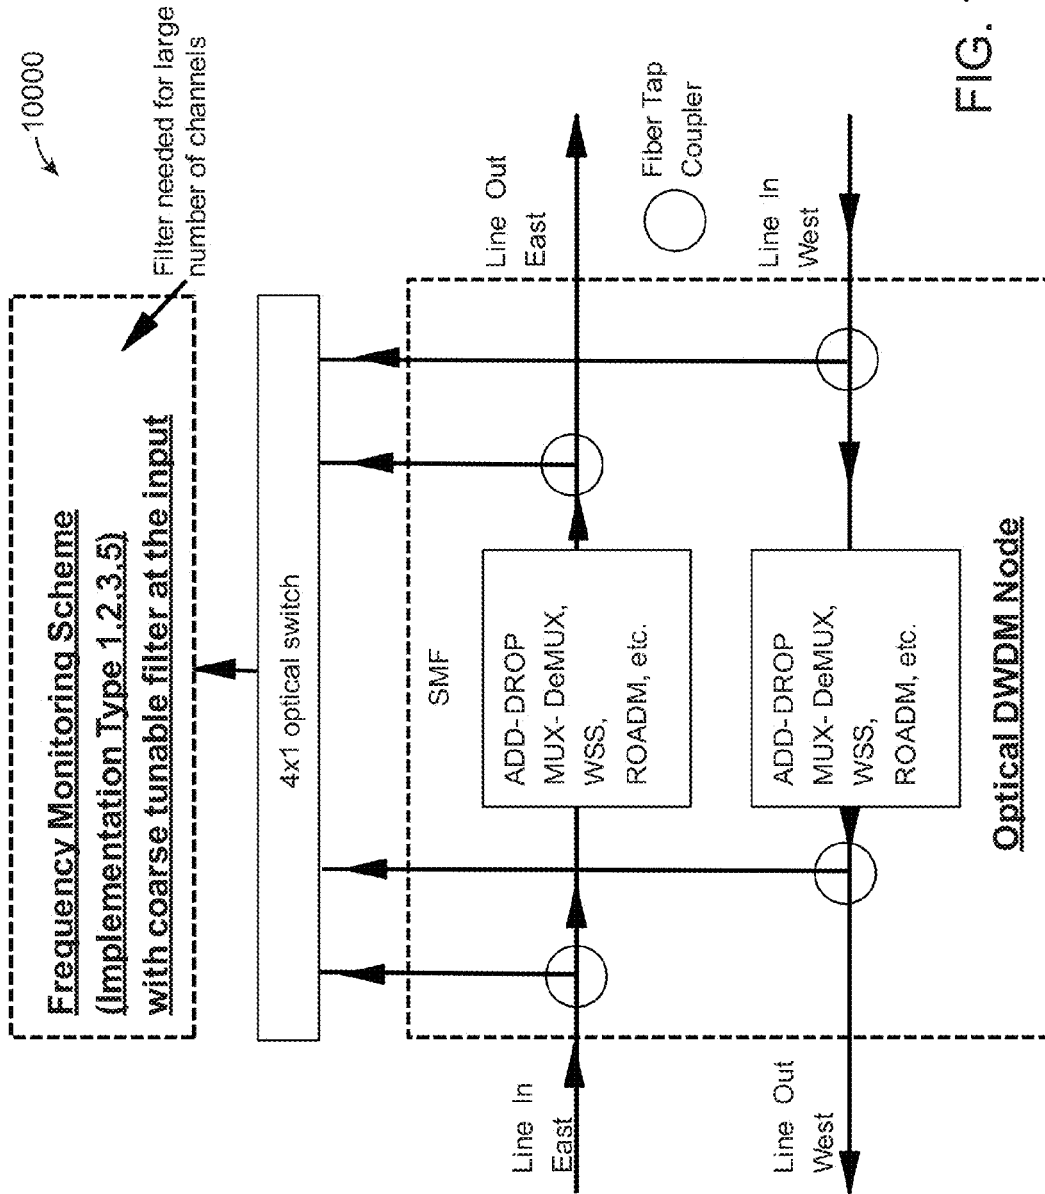 10000
Filter needed for large
number of channels
Frequency Monitoring Scheme
(Implementation Type 1.2,3,5)
with coarse tunable filter at the input
4x1 optical switch
SMF
Line In
East
ADD-DROP
MUX-DeMUX,
WSS,
ROADM, etc.
Line Out
East
Fiber Tap
Coupler
Line Out
West
ADD-DROP
MUX-DeMUX,
WSS,
ROADM, etc.
Line In
West
Optical DWDM Node
FIG.